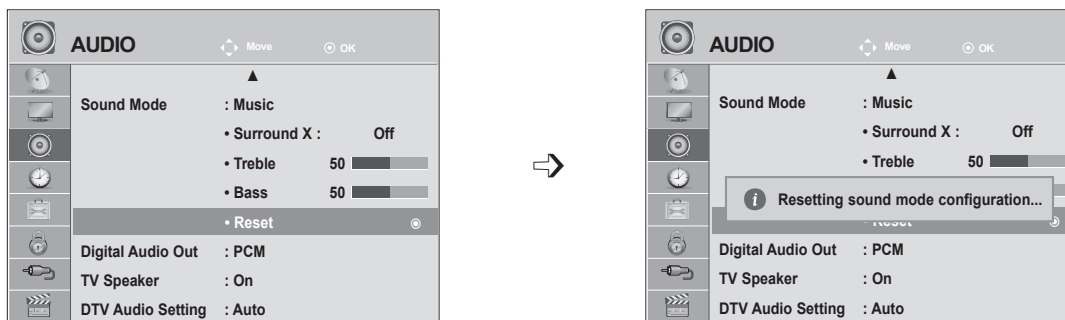 AUDIO Move OK
Sound Mode : Music
• Surround X : Off
• Treble 50
• Bass 50
• Reset
Digital Audio Out : PCM
TV Speaker : On
DTV Audio Setting : Auto
AUDIO Move OK
Sound Mode : Music
• Surround X : Off
• Treble 50
i Resetting sound mode configuration...
• Reset
Digital Audio Out : PCM
TV Speaker : On
DTV Audio Setting : Auto